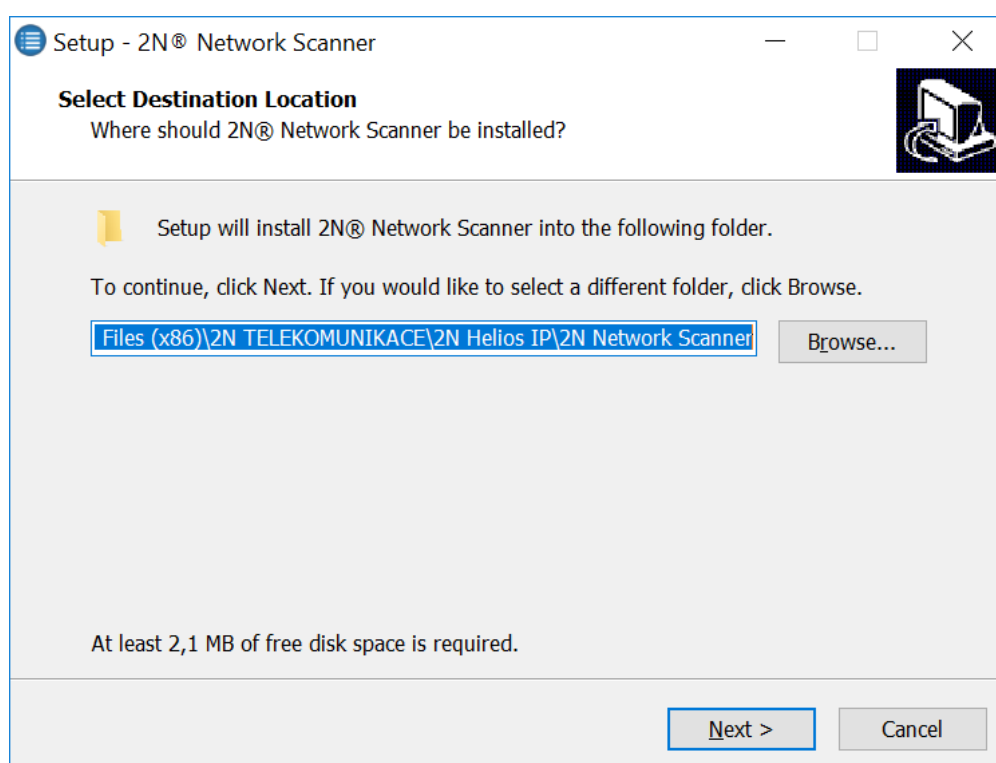 Setup - 2N® Network Scanner
Select Destination Location
Where should 2N® Network Scanner be installed?
Setup will install 2N® Network Scanner into the following folder.
To continue, click Next. If you would like to select a different folder, click Browse.
Files (x86)\2N TELEKOMUNIKACE\2N Helios IP\2N Network Scanner
Browse...
At least 2,1 MB of free disk space is required.
Next >
Cancel